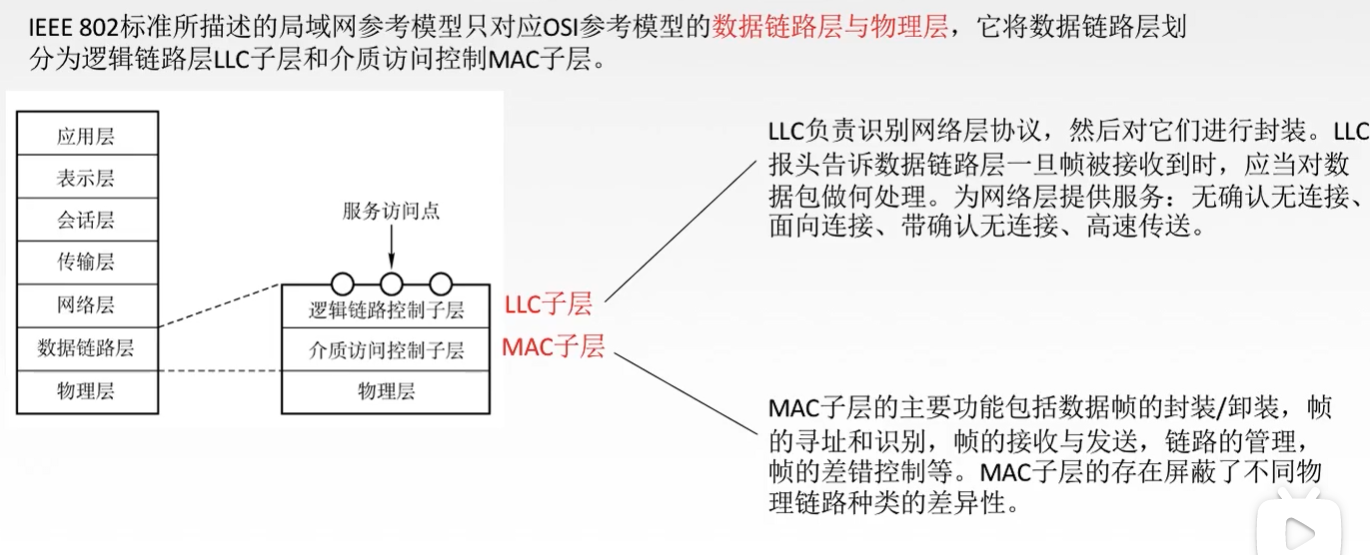 IEEE 802标准所描述的局域网参考模型只对应OSI参考模型的数据链路层与物理层，它将数据链路层划
分为逻辑链路层LLC子层和介质访问控制MAC子层。
应用层
表示层
会话层
传输层
网络层
数据链路层
物理层
服务访问点
逻辑链路控制子层
介质访问控制子层
物理层
LLC子层
MAC子层
LLC负责识别网络层协议，然后对它们进行封装。LLC
报头告诉数据链路层一旦帧被接收到时，应当对数
据包做何处理。为网络层提供服务：无确认无连接、
面向连接、带确认无连接、高速传送。
MAC子层的主要功能包括数据帧的封装/卸装，帧
的寻址和识别，帧的接收与发送，链路的管理，
帧的差错控制等。MAC子层的存在屏蔽了不同物
理链路种类的差异性。